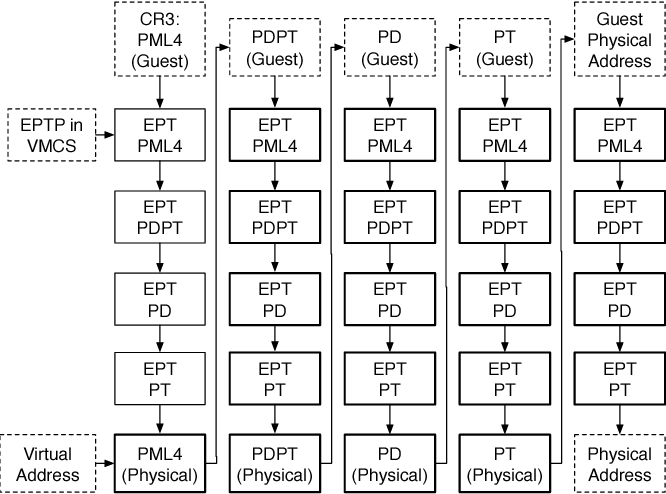 CR3:
PML4
(Guest)
PDPT
(Guest)
PD
(Guest)
PT
(Guest)
Guest
Physical
Address
EPTP in
VMCS
EPT
PML4
EPT
PML4
EPT
PML4
EPT
PML4
EPT
PML4
EPT
PDPT
EPT
PDPT
EPT
PDPT
EPT
PDPT
EPT
PDPT
EPT
PD
EPT
PD
EPT
PD
EPT
PD
EPT
PD
EPT
PT
EPT
PT
EPT
PT
EPT
PT
EPT
PT
Virtual
Address
PML4
(Physical)
PDPT
(Physical)
PD
(Physical)
PT
(Physical)
Physical
Address